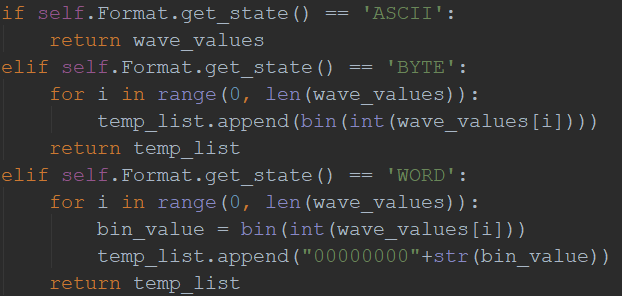 if self.Format.get_state() == 'ASCII':
    return wave_values
elif self.Format.get_state() == 'BYTE':
    for i in range(0, len(wave_values)):
        temp_list.append(bin(int(wave_values[i])))
    return temp_list
elif self.Format.get_state() == 'WORD':
    for i in range(0, len(wave_values)):
        bin_value = bin(int(wave_values[i]))
        temp_list.append("00000000"+str(bin_value))
    return temp_list